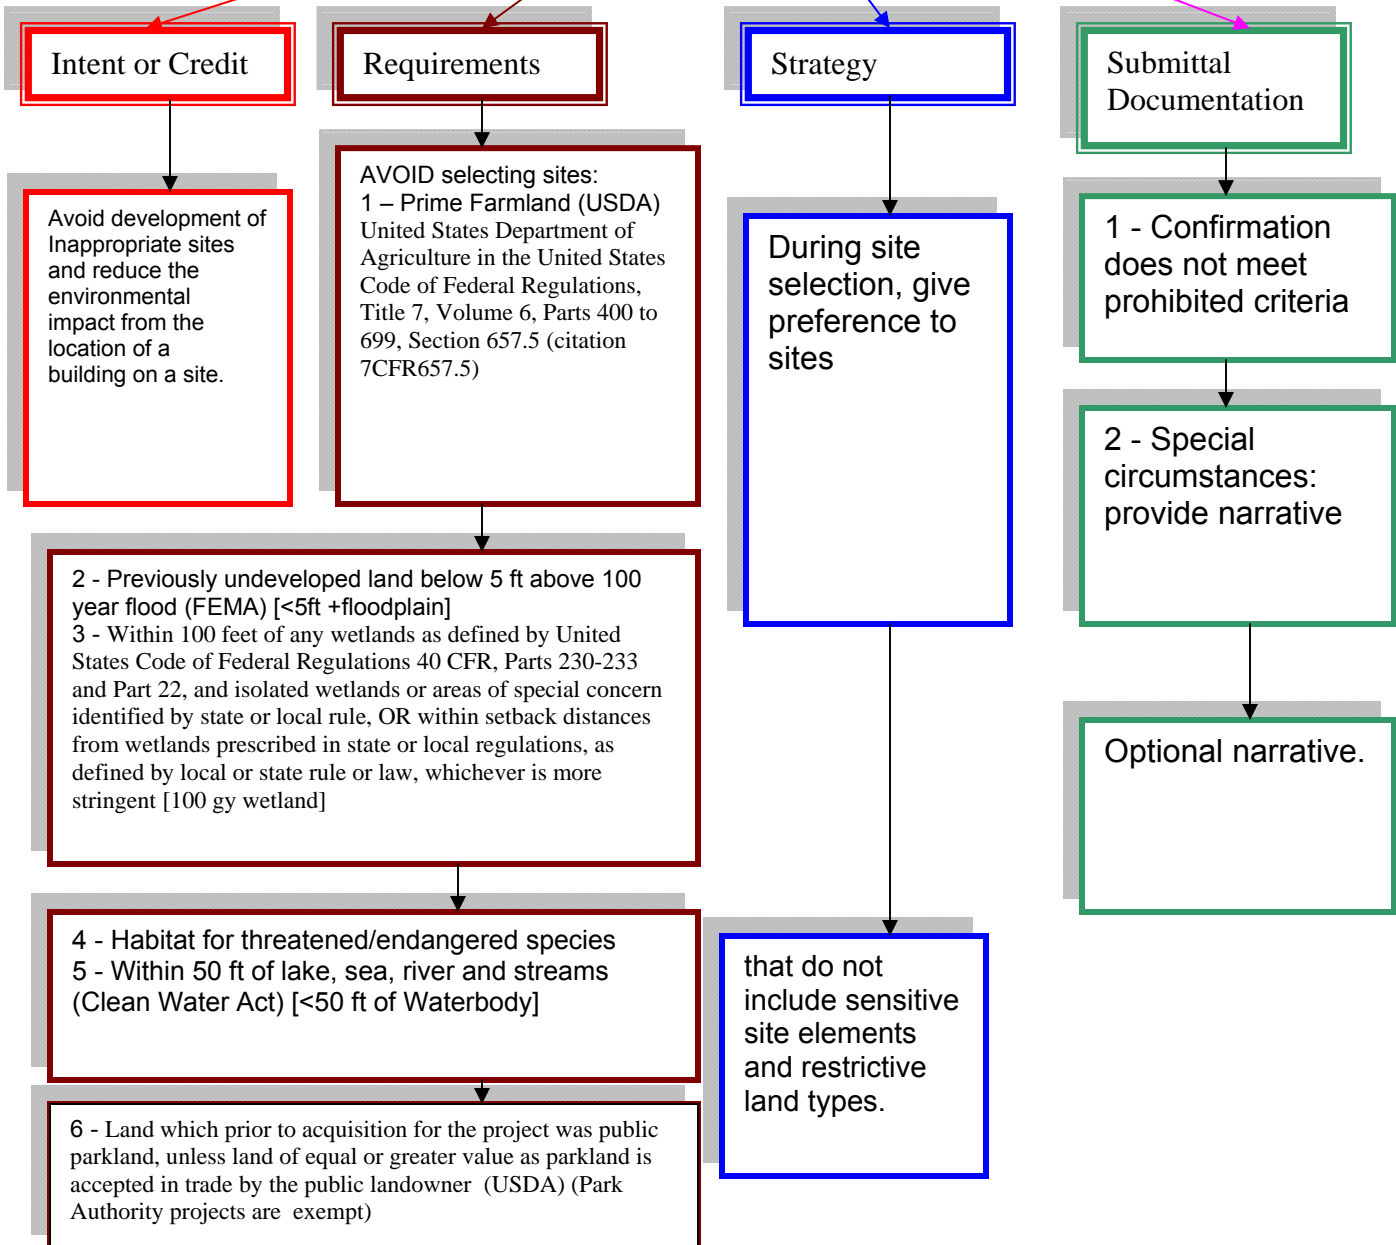 Intent or Credit
Requirements
Strategy
Submittal
Documentation
Avoid development of
Inappropriate sites
and reduce the
environmental
impact from the
location of a
building on a site.
AVOID selecting sites:
1 – Prime Farmland (USDA)
United States Department of
Agriculture in the United States
Code of Federal Regulations,
Title 7, Volume 6, Parts 400 to
699, Section 657.5 (citation
7CFR657.5)
2 - Previously undeveloped land below 5 ft above 100
year flood (FEMA) [<5ft +floodplain]
3 - Within 100 feet of any wetlands as defined by United
States Code of Federal Regulations 40 CFR, Parts 230-233
and Part 22, and isolated wetlands or areas of special concern
identified by state or local rule, OR within setback distances
from wetlands prescribed in state or local regulations, as
defined by local or state rule or law, whichever is more
stringent [100 gy wetland]
4 - Habitat for threatened/endangered species
5 - Within 50 ft of lake, sea, river and streams
(Clean Water Act) [<50 ft of Waterbody]
6 - Land which prior to acquisition for the project was public
parkland, unless land of equal or greater value as parkland is
accepted in trade by the public landowner  (USDA) (Park
Authority projects are  exempt)
During site
selection, give
preference to
sites
that do not
include sensitive
site elements
and restrictive
land types.
1 - Confirmation
does not meet
prohibited criteria
2 - Special
circumstances:
provide narrative
Optional narrative.